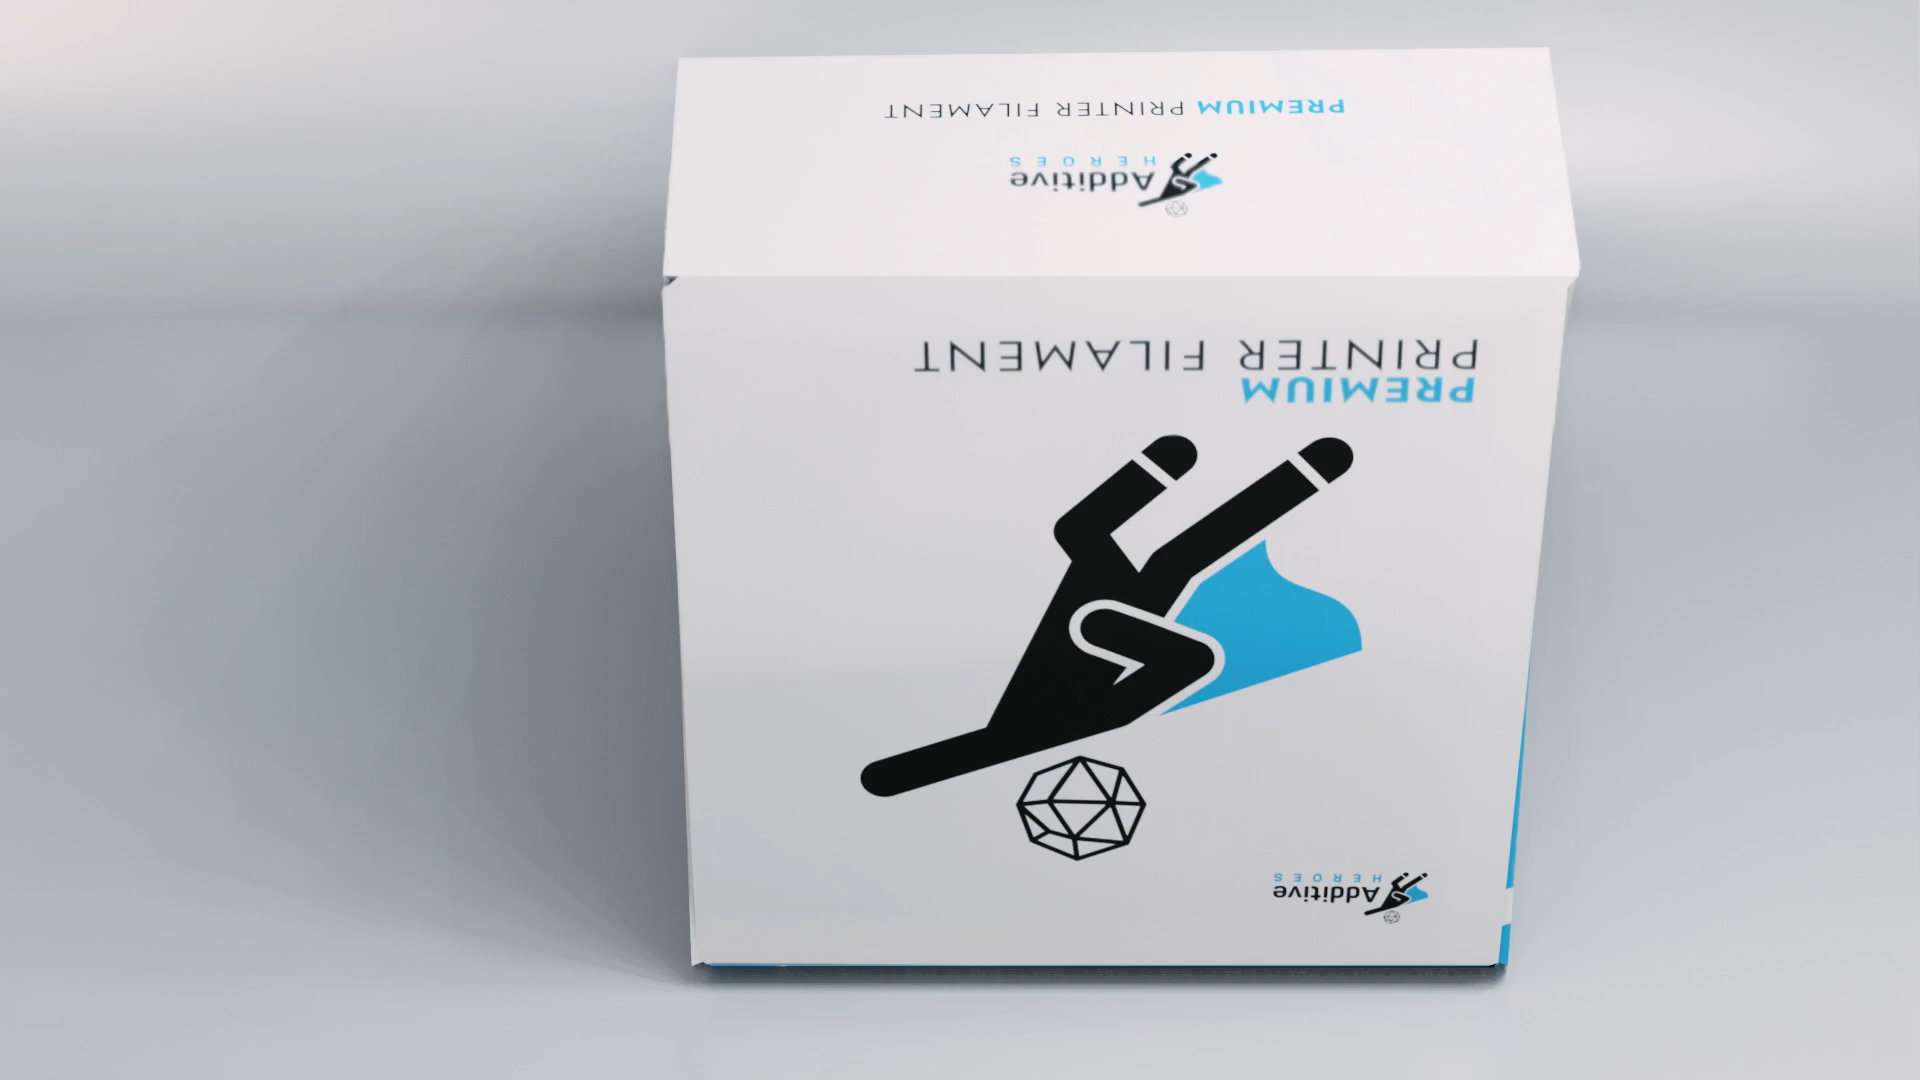 PREMIUM PRINTER FILAMENT
Additive
HEROES
PREMIUM
PRINTER FILAMENT
Additive
HEROES